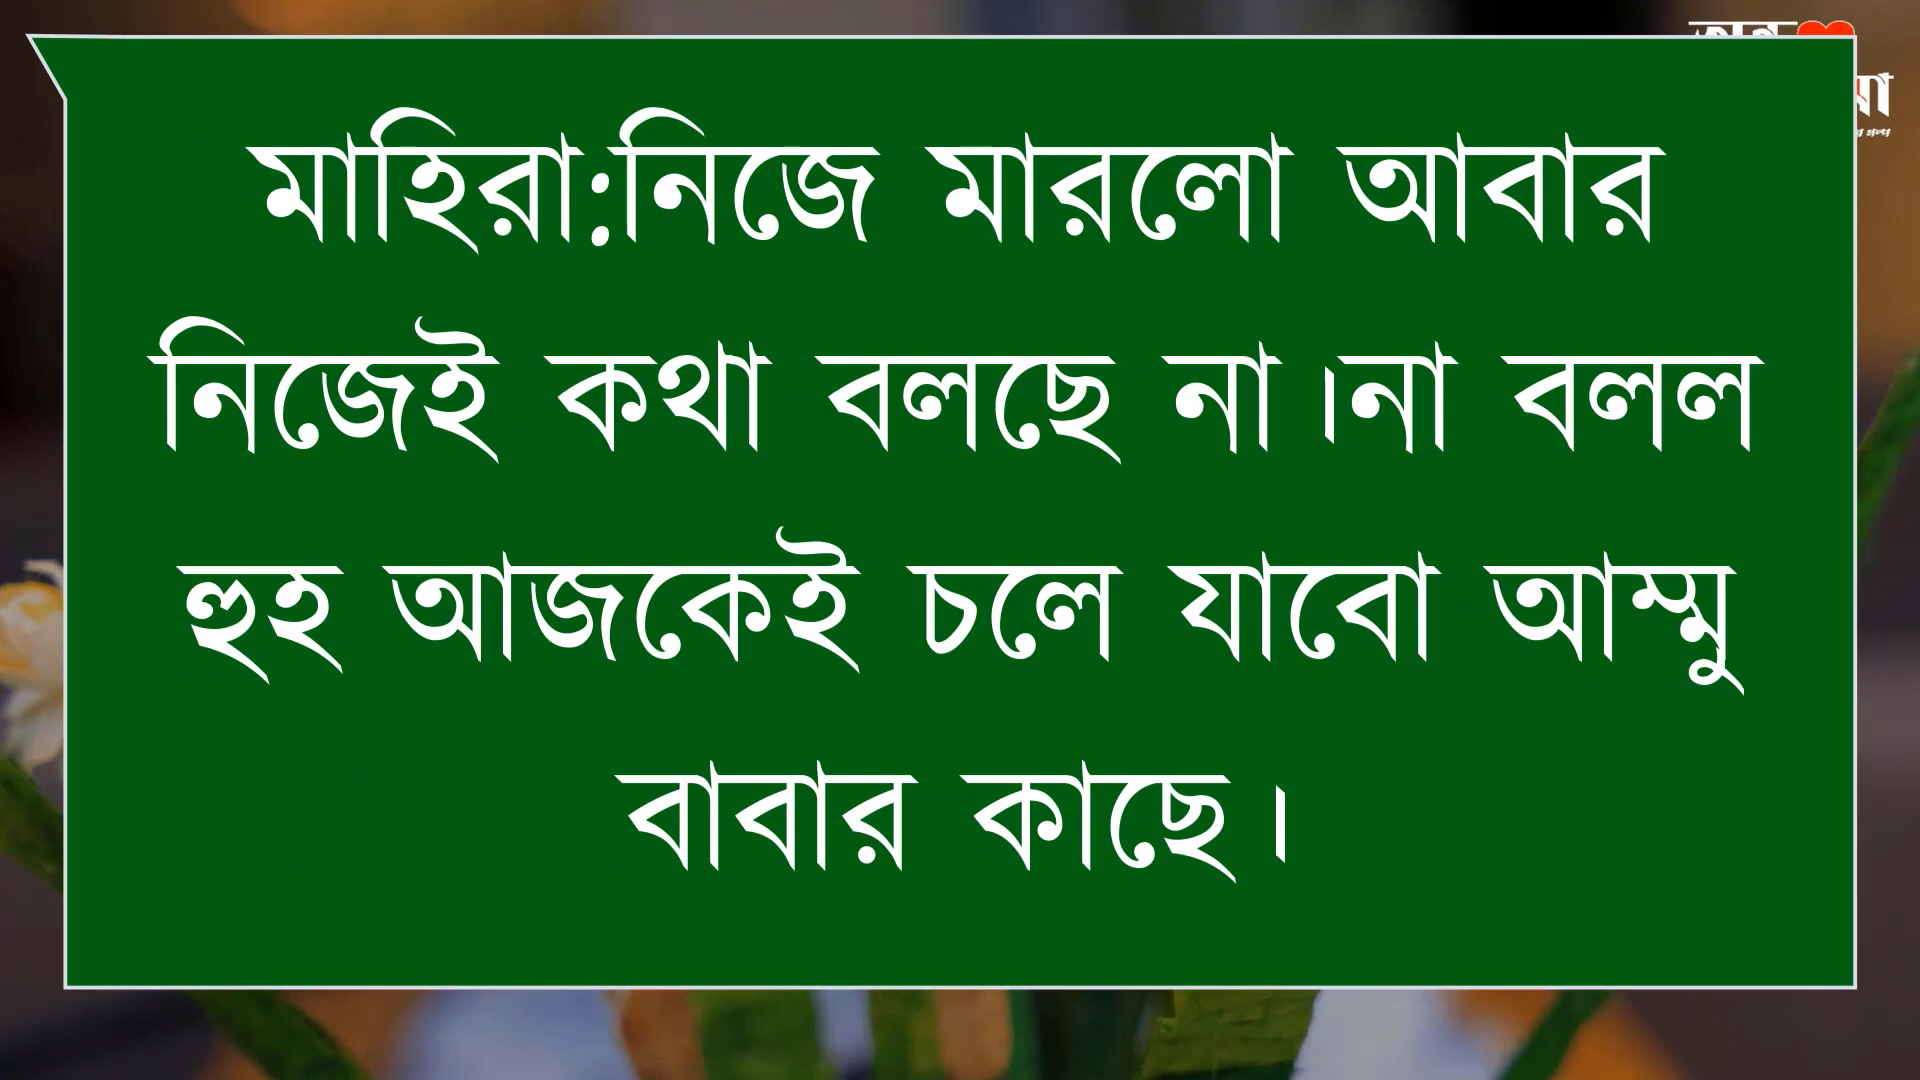 মাহিরা:নিজে মারলো আবার
নিজেই কথা বলছে না।না বলল
হুহ আজকেই চলে যাবো আম্মু
বাবার কাছে।